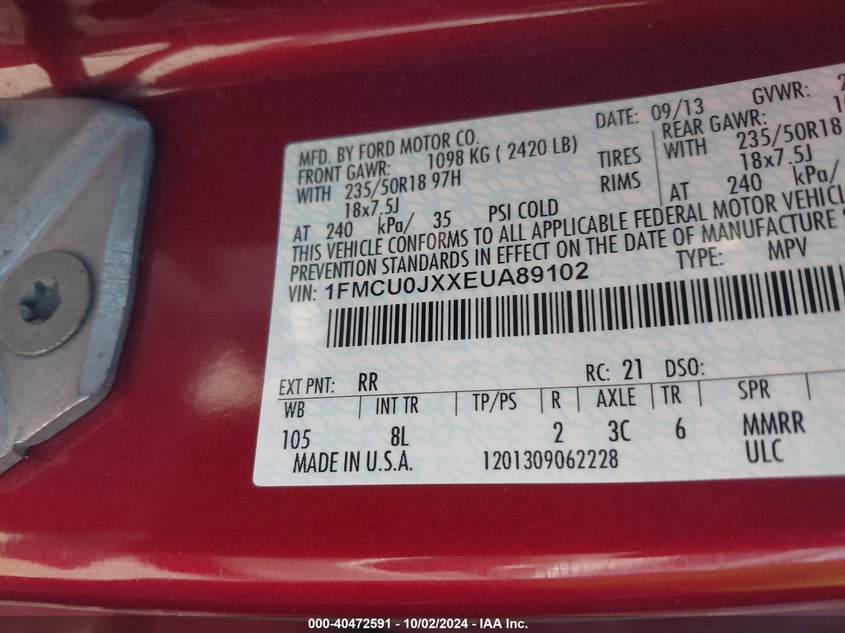 MFD. BY FORD MOTOR CO. DATE: 09/13 GVWR:
FRONT GAWR: 1098 KG ( 2420 LB) REAR GAWR:
WITH 235/50R18 97H TIRES WITH 235/50R18
18x7.5J RIMS 18x7.5J
AT 240 kPa/ 35 PSI COLD AT 240 kPa/
THIS VEHICLE CONFORMS TO ALL APPLICABLE FEDERAL MOTOR VEHICL
PREVENTION STANDARDS IN EFFECT ON THE DATE OF MANUFACTURE
VIN: 1FMCU0JXXEUA89102 TYPE: MPV
EXT PNT: RR RC: 21 DSO:
WB INT TR TP/PS R AXLE TR SPR
105 8L 2 3C 6 MMRR
MADE IN U.S.A. 1201309062228 ULC
000-40472591 - 10/02/2024 - IAA Inc.